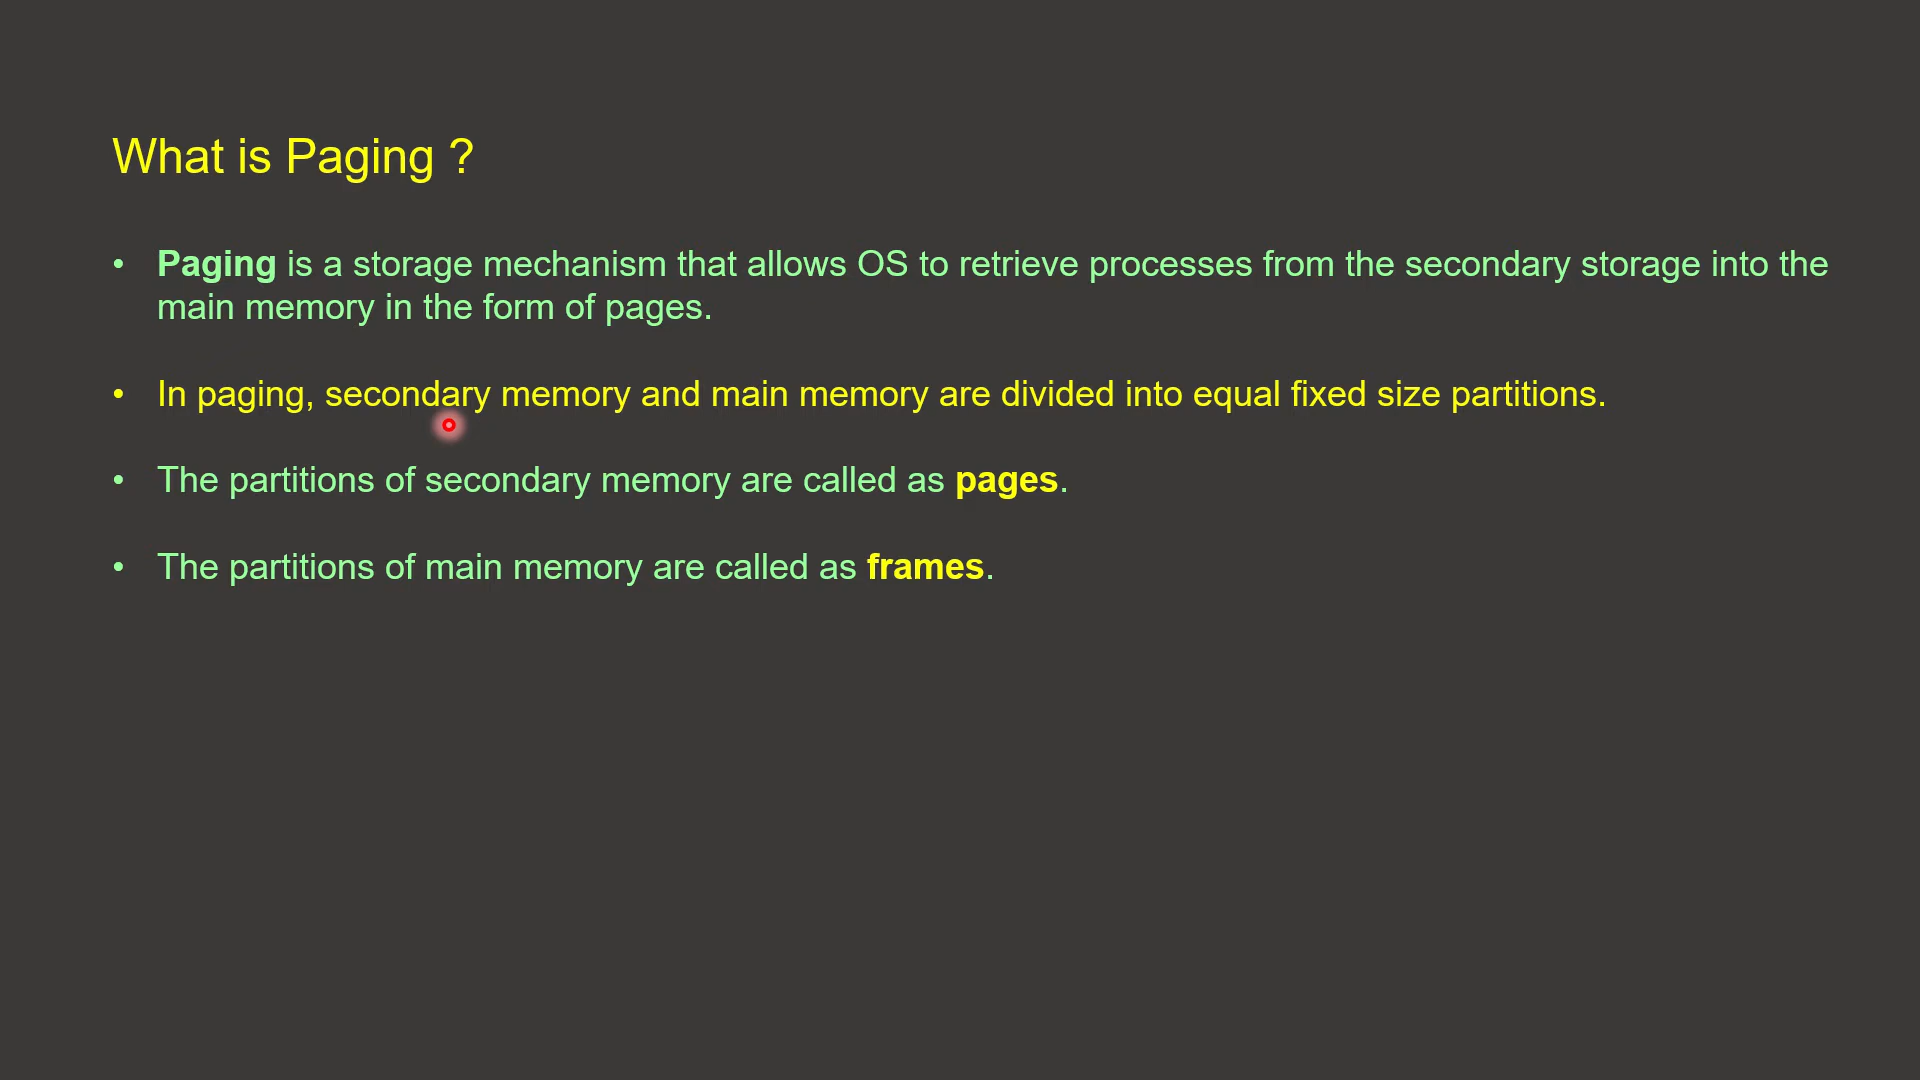 What is Paging ?
• Paging is a storage mechanism that allows OS to retrieve processes from the secondary storage into the
main memory in the form of pages.
• In paging, secondary memory and main memory are divided into equal fixed size partitions.
• The partitions of secondary memory are called as pages.
• The partitions of main memory are called as frames.